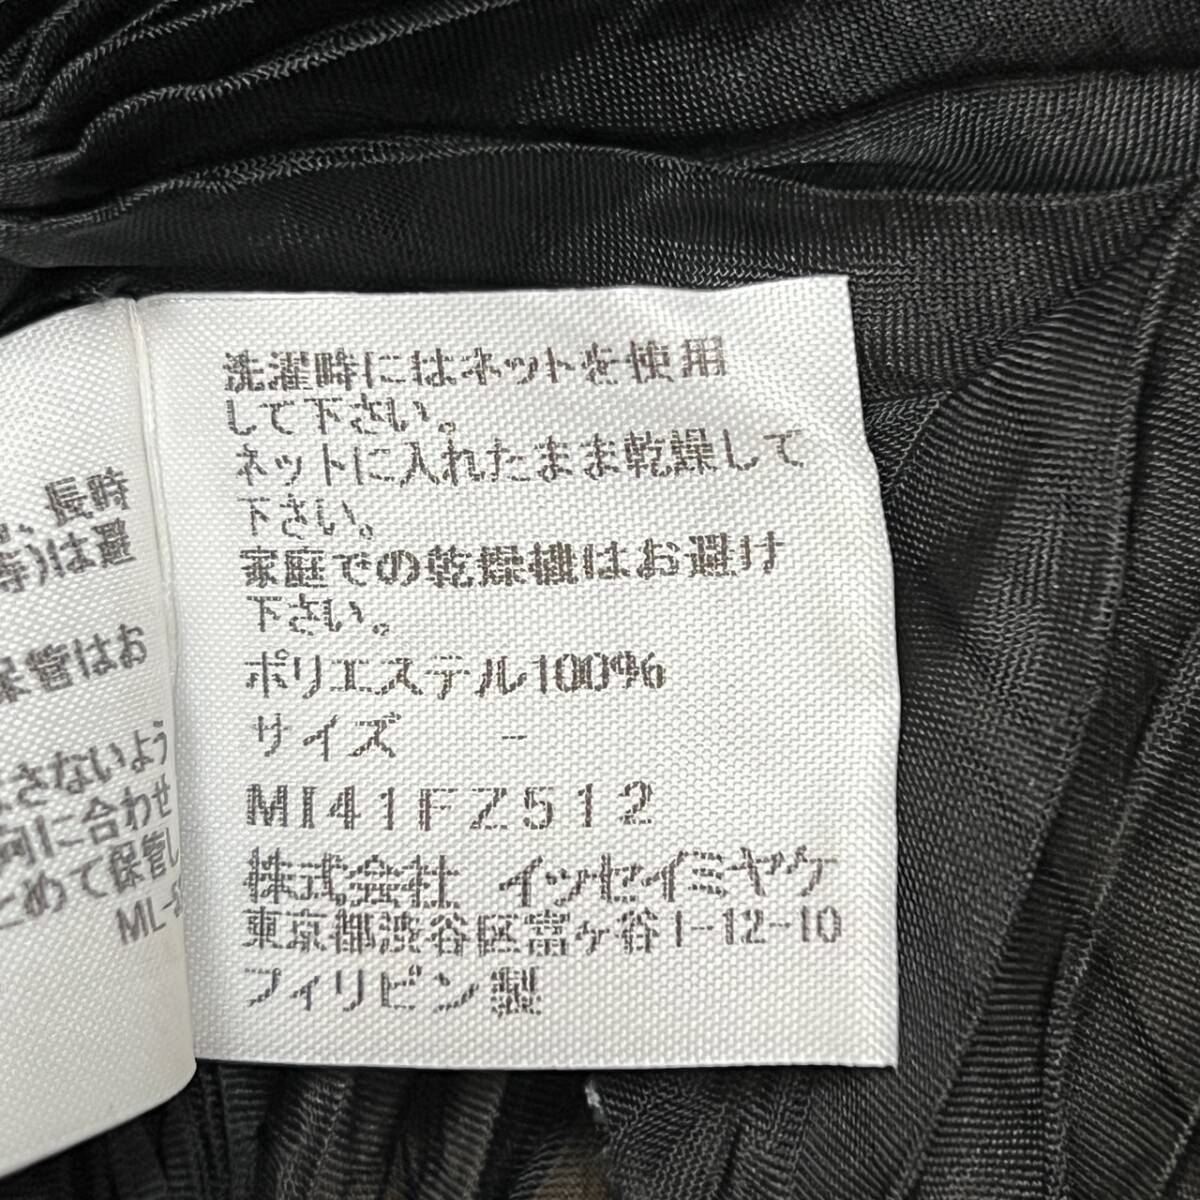 、長時
等)は避
保管はお
さないよう
向に合わせ
とめて保管し
ML-
洗濯時にはネットを使用
して下さい。
ネットに入れたまま乾燥して
下さい。
家庭での乾燥機はお避け
下さい。
ポリエステル100%
サイズ -
MI41FZ512
株式会社 イッセイミヤケ
東京都渋谷区富ヶ谷1-12-10
フィリピン製